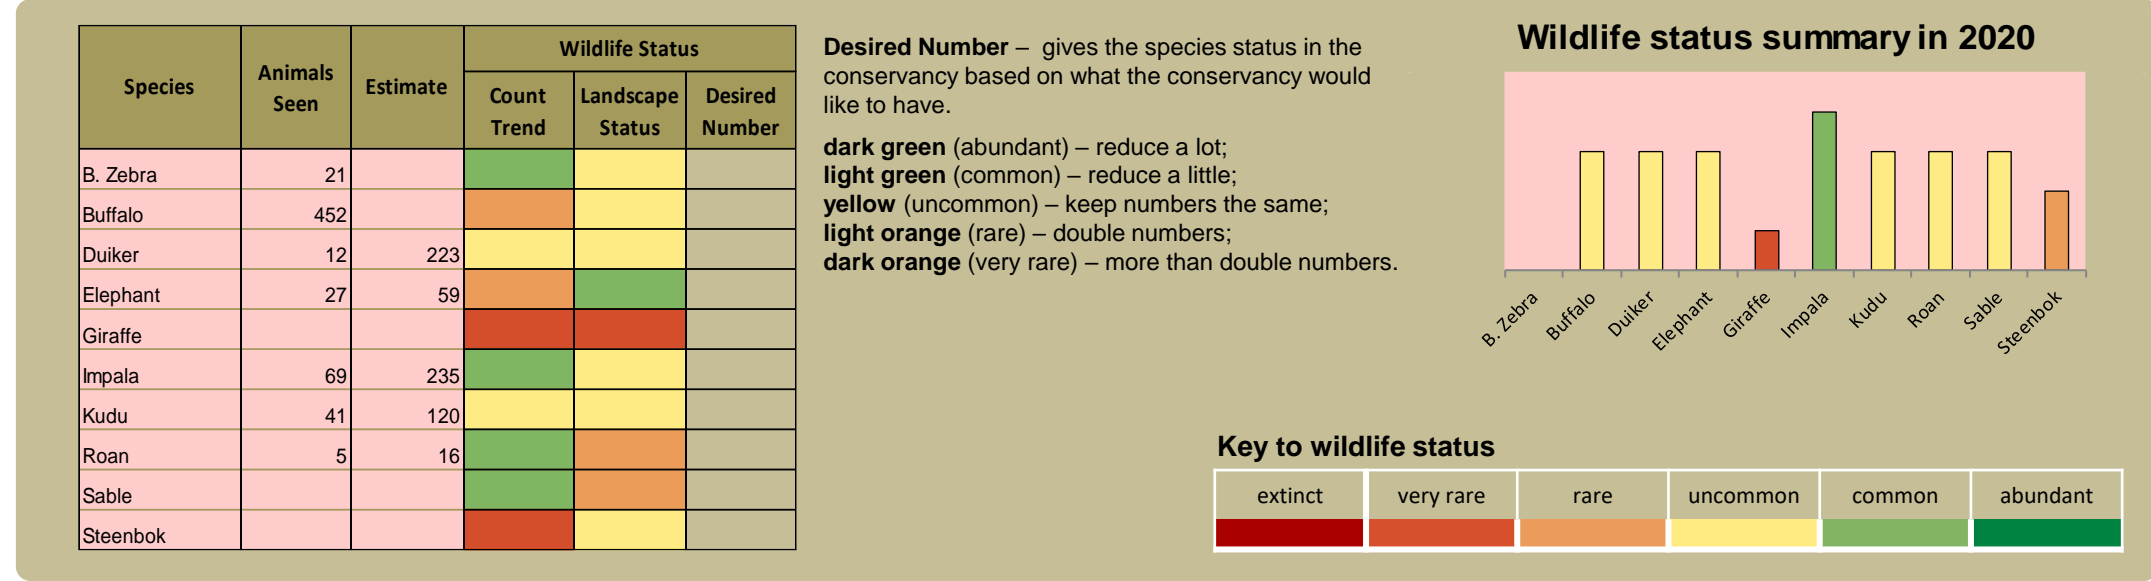 Species Animals Seen Estimate Wildlife Status
Count Trend Landscape Status Desired Number
B. Zebra 21
Buffalo 452
Duiker 12 223
Elephant 27 59
Giraffe
Impala 69 235
Kudu 41 120
Roan 5 16
Sable
Steenbok
Desired Number – gives the species status in the
conservancy based on what the conservancy would
like to have.
dark green (abundant) – reduce a lot;
light green (common) – reduce a little;
yellow (uncommon) – keep numbers the same;
light orange (rare) – double numbers;
dark orange (very rare) – more than double numbers.
Wildlife status summary in 2020
B. Zebra Buffalo Duiker Elephant Giraffe Impala Kudu Roan Sable Steenbok
Key to wildlife status
extinct very rare rare uncommon common abundant